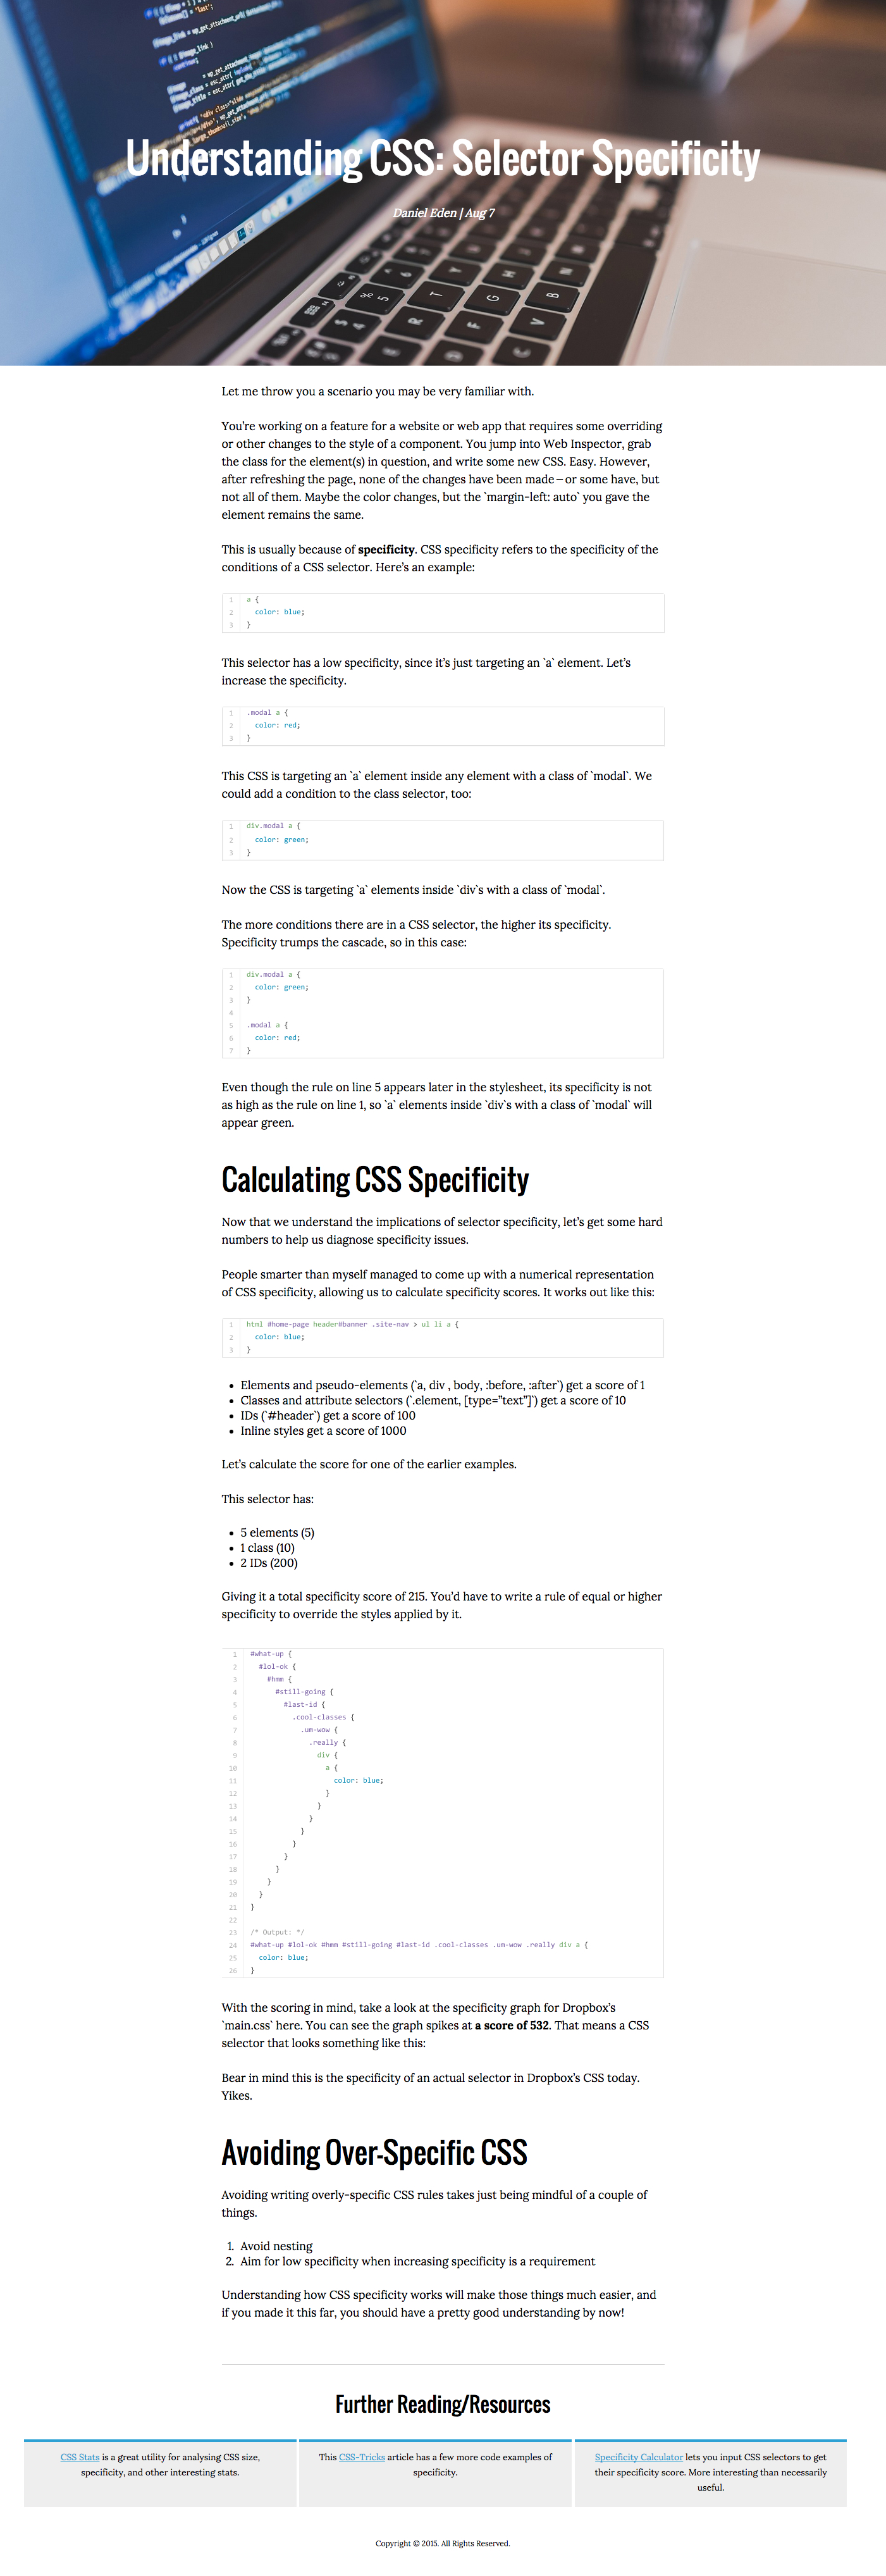 Understanding CSS: Selector Specificity
Daniel Eden | Aug 7
Let me throw you a scenario you may be very familiar with.
You’re working on a feature for a website or web app that requires some overriding
or other changes to the style of a component. You jump into Web Inspector, grab
the class for the element(s) in question, and write some new CSS. Easy. However,
after refreshing the page, none of the changes have been made – or some have, but
not all of them. Maybe the color changes, but the `margin-left: auto` you gave the
element remains the same.
This is usually because of specificity. CSS specificity refers to the specificity of the
conditions of a CSS selector. Here’s an example:
1 a {
2 color: blue;
3 }
This selector has a low specificity, since it’s just targeting an `a` element. Let’s
increase the specificity.
1 .modal a {
2 color: red;
3 }
This CSS is targeting an `a` element inside any element with a class of `modal`. We
could add a condition to the class selector, too:
1 div.modal a {
2 color: green;
3 }
Now the CSS is targeting `a` elements inside `div`s with a class of `modal`.
The more conditions there are in a CSS selector, the higher its specificity.
Specificity trumps the cascade, so in this case:
1 div.modal a {
2 color: green;
3 }
4
5 .modal a {
6 color: red;
7 }
Even though the rule on line 5 appears later in the stylesheet, its specificity is not
as high as the rule on line 1, so `a` elements inside `div`s with a class of `modal` will
appear green.
Calculating CSS Specificity
Now that we understand the implications of selector specificity, let’s get some hard
numbers to help us diagnose specificity issues.
People smarter than myself managed to come up with a numerical representation
of CSS specificity, allowing us to calculate specificity scores. It works out like this:
1 html #home-page header#banner .site-nav > ul li a {
2 color: blue;
3 }
• Elements and pseudo-elements (`a, div , body, :before, :after`) get a score of 1
• Classes and attribute selectors (`.element, [type=”text”]`) get a score of 10
• IDs (`#header`) get a score of 100
• Inline styles get a score of 1000
Let’s calculate the score for one of the earlier examples.
This selector has:
• 5 elements (5)
• 1 class (10)
• 2 IDs (200)
Giving it a total specificity score of 215. You’d have to write a rule of equal or higher
specificity to override the styles applied by it.
1 #what-up {
2 #lol-ok {
3 #hmm {
4 #still-going {
5 #last-id {
6 .cool-classes {
7 .um-wow {
8 .really {
9 div {
10 a {
11 color: blue;
12 }
13 }
14 }
15 }
16 }
17 }
18 }
19 }
20 }
21 }
22
23 /* Output: */
24 #what-up #lol-ok #hmm #still-going #last-id .cool-classes .um-wow .really div a {
25 color: blue;
26 }
With the scoring in mind, take a look at the specificity graph for Dropbox’s
`main.css` here. You can see the graph spikes at a score of 532. That means a CSS
selector that looks something like this:
Bear in mind this is the specificity of an actual selector in Dropbox’s CSS today.
Yikes.
Avoiding Over-Specific CSS
Avoiding writing overly-specific CSS rules takes just being mindful of a couple of
things.
1. Avoid nesting
2. Aim for low specificity when increasing specificity is a requirement
Understanding how CSS specificity works will make those things much easier, and
if you made it this far, you should have a pretty good understanding by now!
Further Reading/Resources
CSS Stats is a great utility for analysing CSS size,
specificity, and other interesting stats.
This CSS-Tricks article has a few more code examples of
specificity.
Specificity Calculator lets you input CSS selectors to get
their specificity score. More interesting than necessarily
useful.
Copyright © 2015. All Rights Reserved.